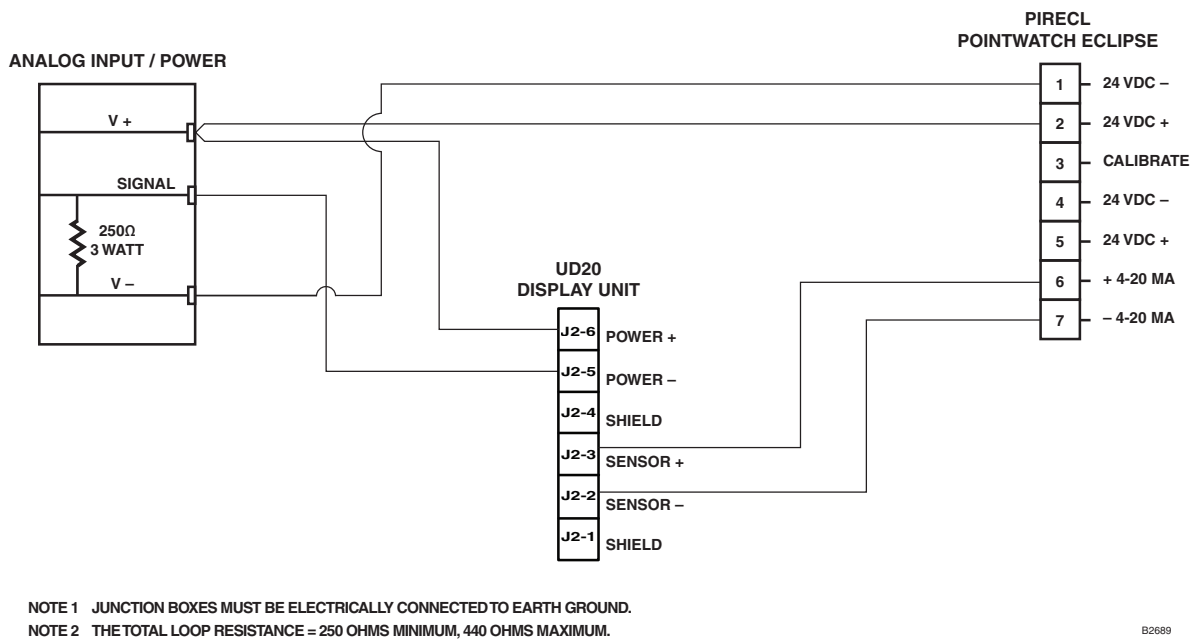 PIRECL
POINTWATCH ECLIPSE
ANALOG INPUT / POWER
V +
SIGNAL
250Ω
3 WATT
V –
1 24 VDC –
2 24 VDC +
3 CALIBRATE
4 24 VDC –
5 24 VDC +
6 + 4-20 MA
7 – 4-20 MA
UD20
DISPLAY UNIT
J2-6 POWER +
J2-5 POWER –
J2-4 SHIELD
J2-3 SENSOR +
J2-2 SENSOR –
J2-1 SHIELD
NOTE 1 JUNCTION BOXES MUST BE ELECTRICALLY CONNECTED TO EARTH GROUND.
NOTE 2 THE TOTAL LOOP RESISTANCE = 250 OHMS MINIMUM, 440 OHMS MAXIMUM.
B2689